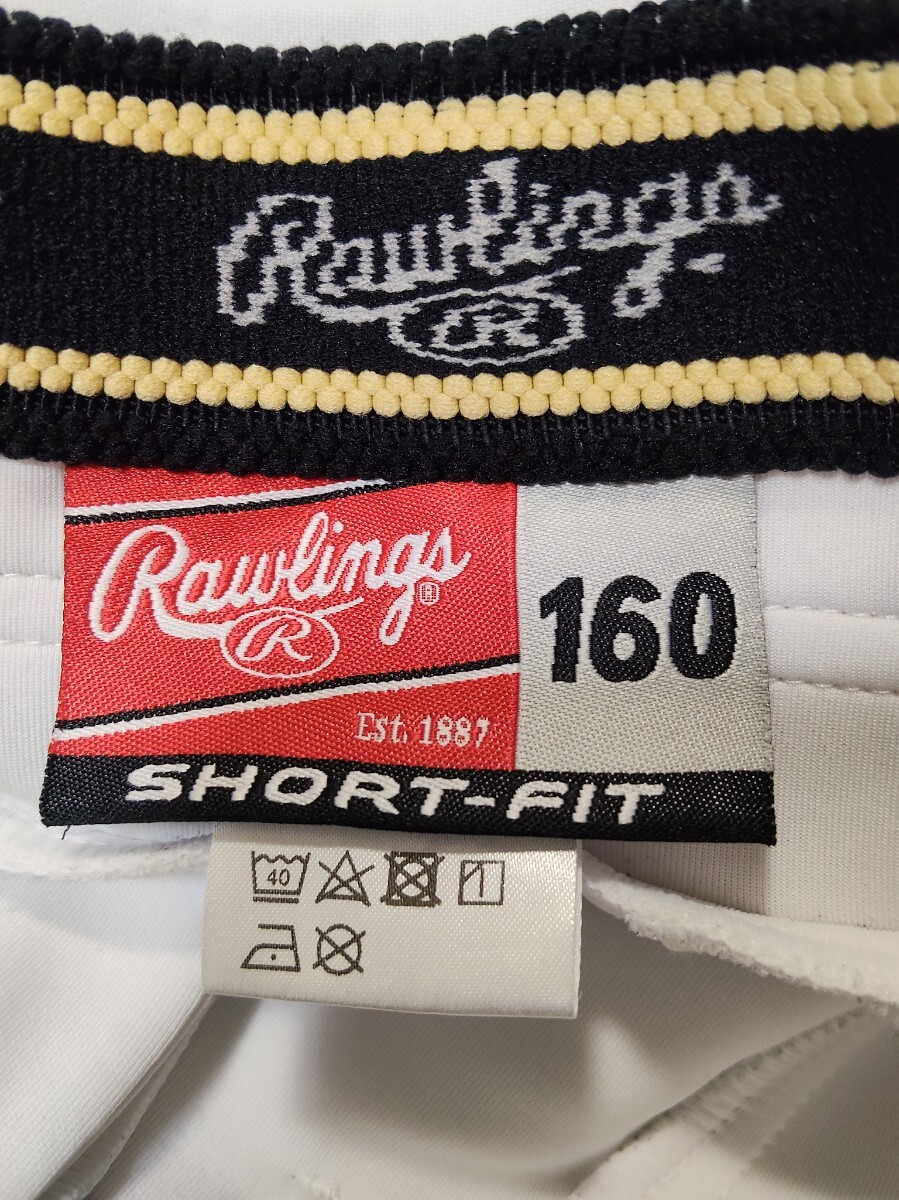 Rawlings
R
Rawlings®
R
160
Est. 1887
SHORT-FIT
40